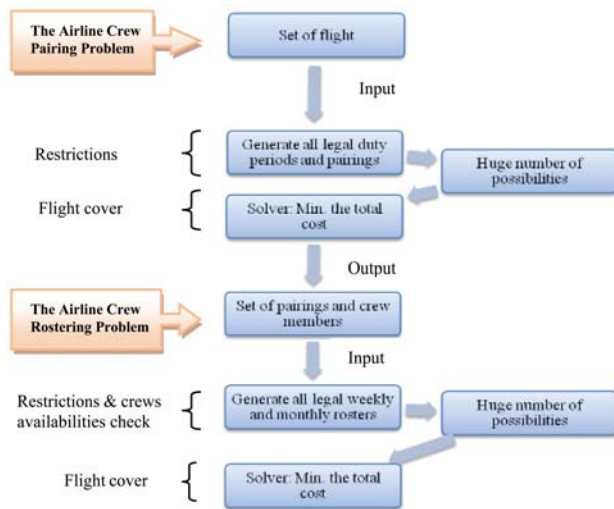 The Airline Crew
Pairing Problem
Set of flight
Input
Restrictions
Generate all legal duty
periods and pairings
Huge number of
possibilities
Flight cover
Solver: Min. the total
cost
Output
The Airline Crew
Rostering Problem
Set of pairings and crew
members
Input
Restrictions & crews
availabilities check
Generate all legal weekly
and monthly rosters
Huge number of
possibilities
Flight cover
Solver: Min. the total
cost